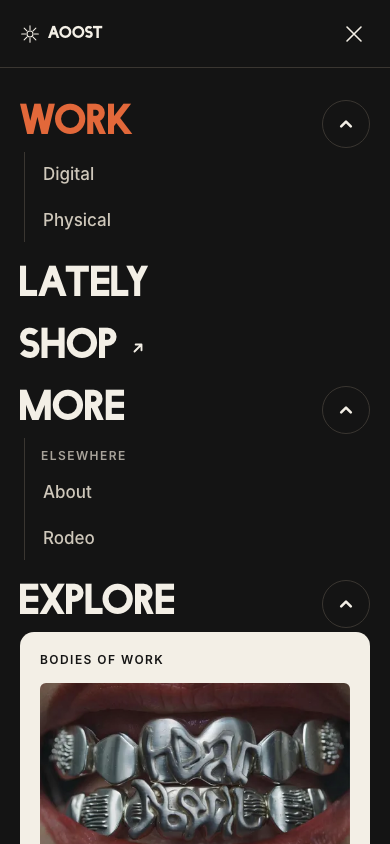 AOOST
WORK
Digital
Physical
LATELY
SHOP ↗
MORE
ELSEWHERE
About
Rodeo
EXPLORE
BODIES OF WORK